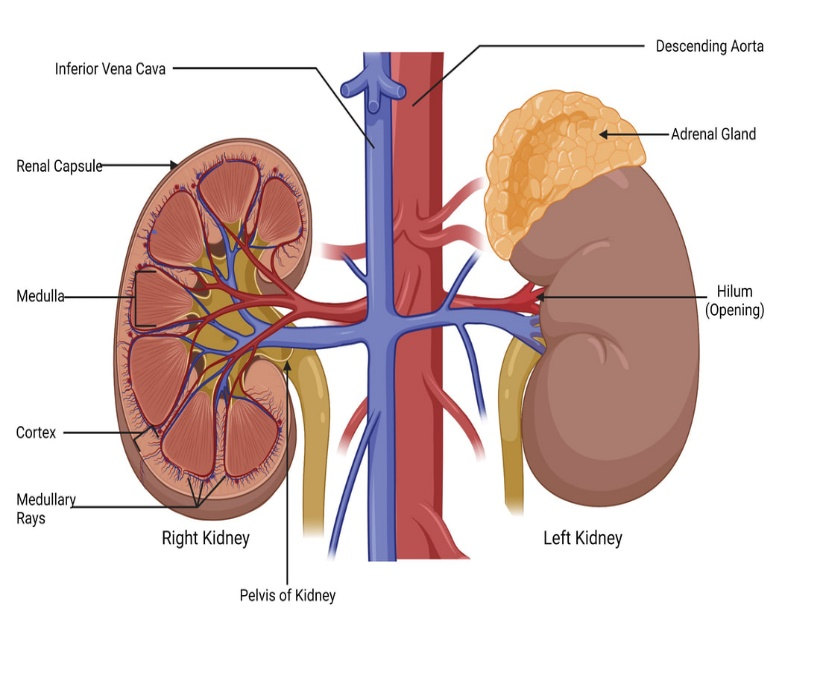 Descending Aorta
Inferior Vena Cava
Adrenal Gland
Renal Capsule
Medulla
Hilum
(Opening)
Cortex
Medullary
Rays
Right Kidney
Left Kidney
Pelvis of Kidney